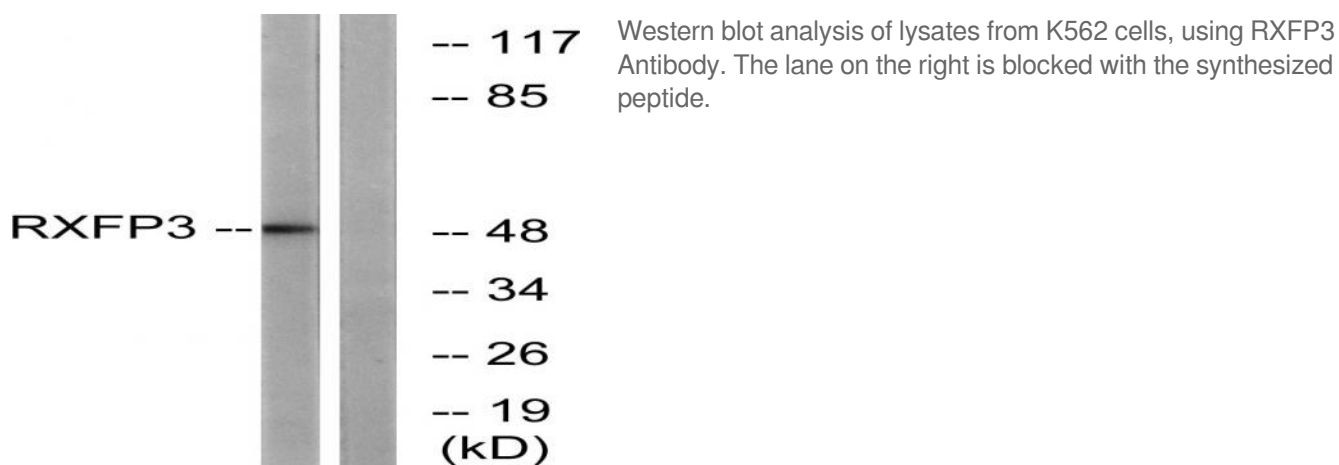 -- 117
-- 85
RXFP3 --
-- 48
-- 34
-- 26
-- 19
(kD)
Western blot analysis of lysates from K562 cells, using RXFP3
Antibody. The lane on the right is blocked with the synthesized
peptide.